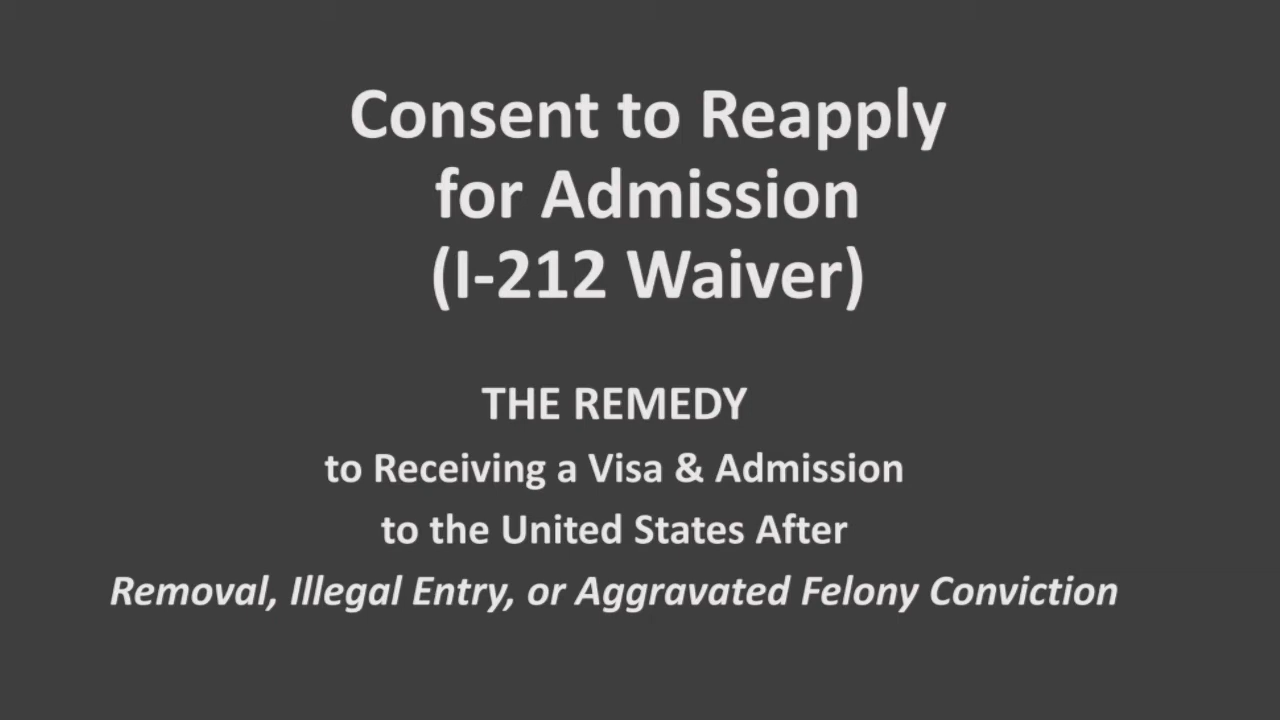 Consent to Reapply
for Admission
(I-212 Waiver)
THE REMEDY
to Receiving a Visa & Admission
to the United States After
Removal, Illegal Entry, or Aggravated Felony Conviction